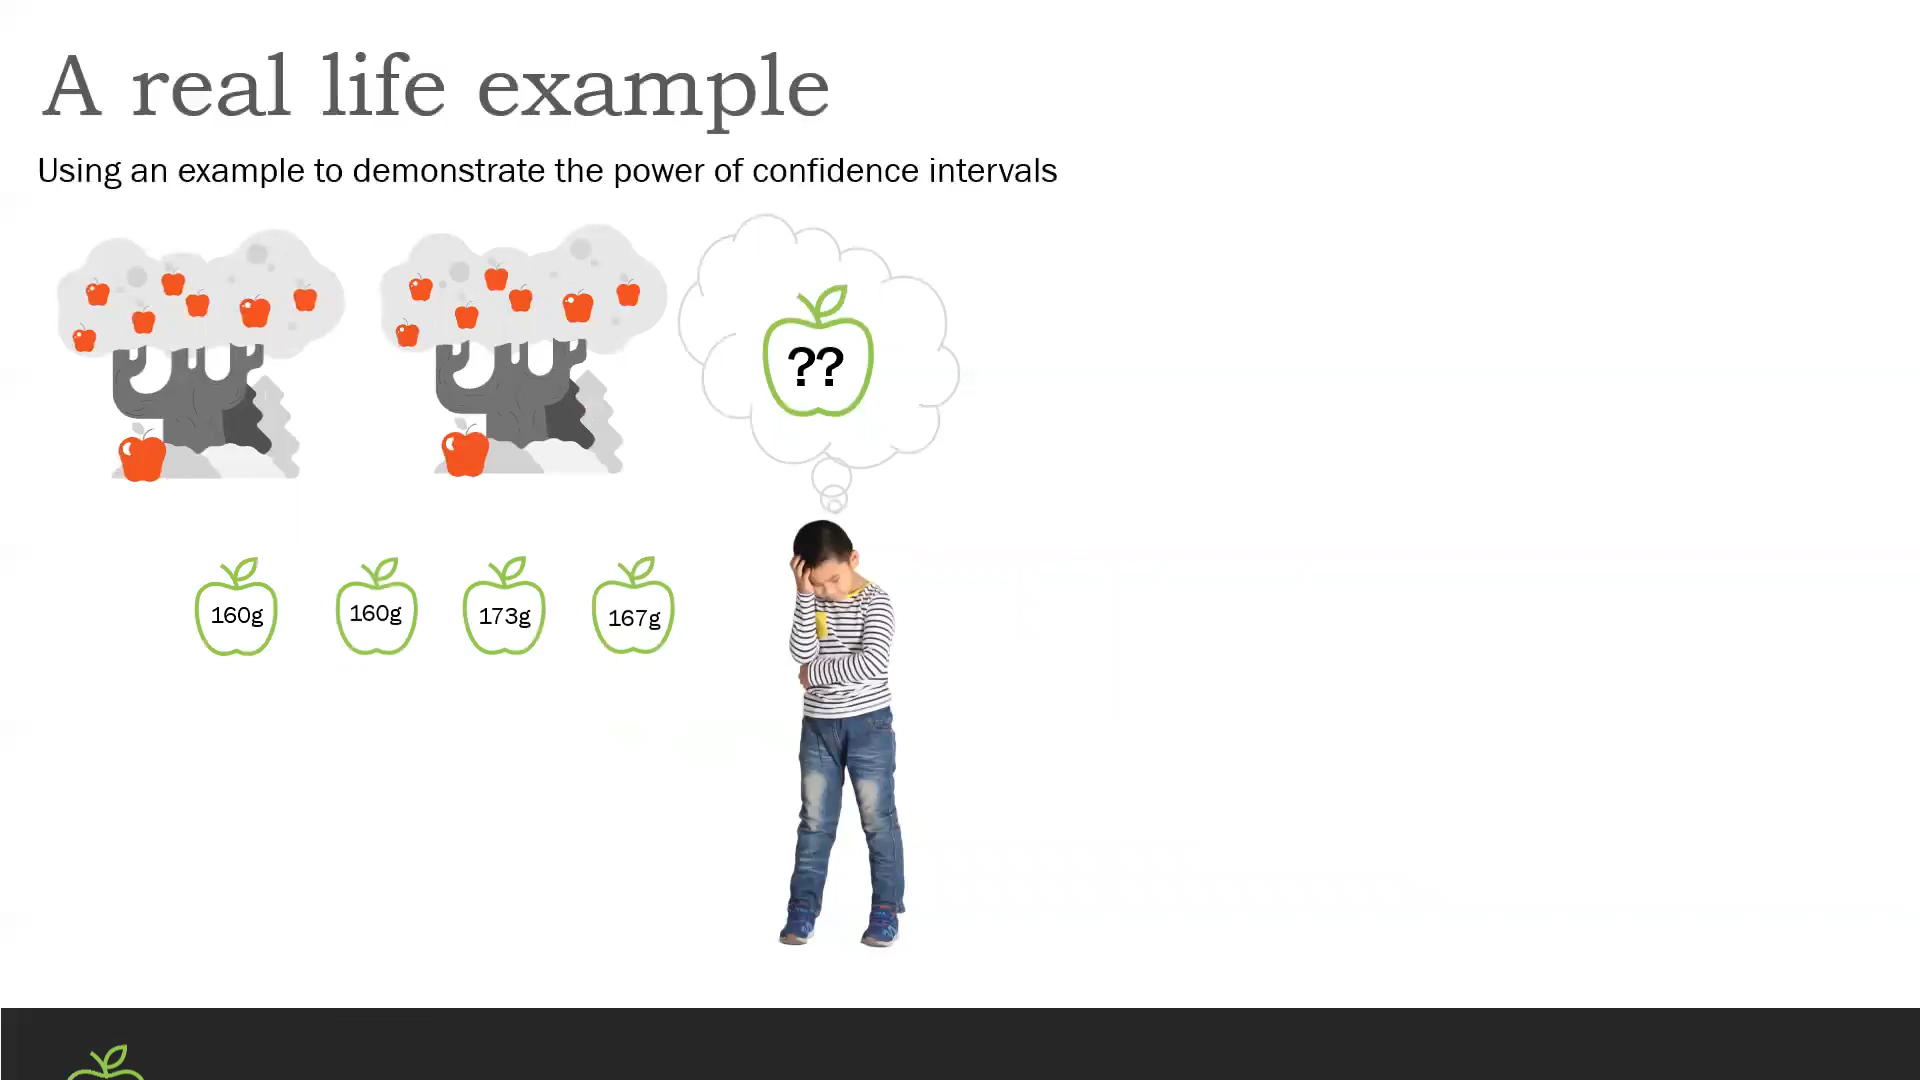 A real life example
Using an example to demonstrate the power of confidence intervals
??
160g 160g 173g 167g